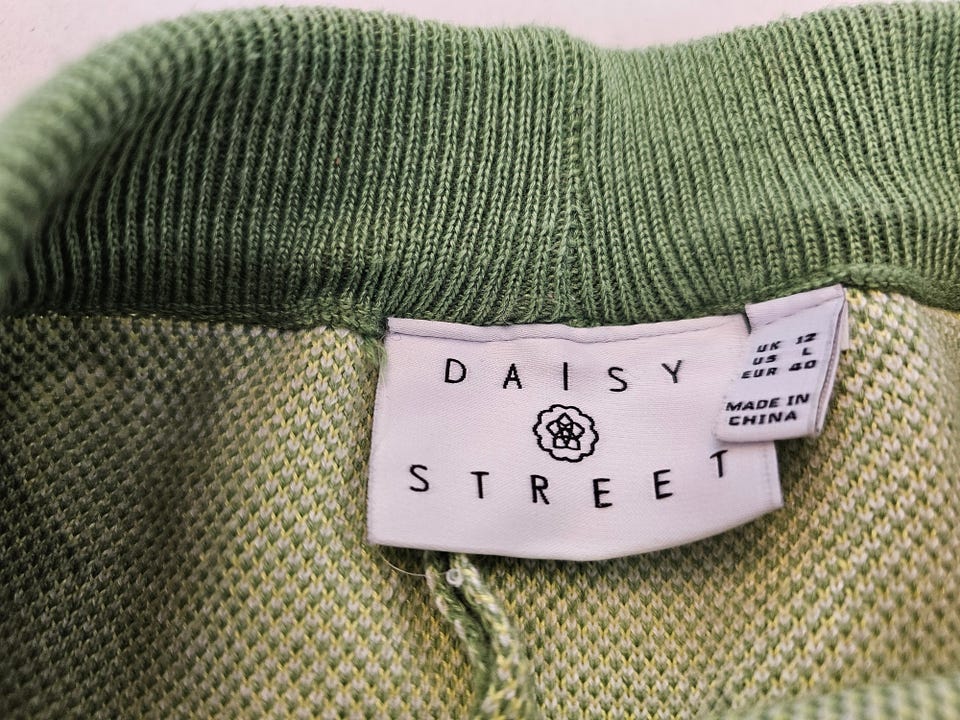 DAISY
STREET
UK 12
US L
EUR 40
MADE IN
CHINA